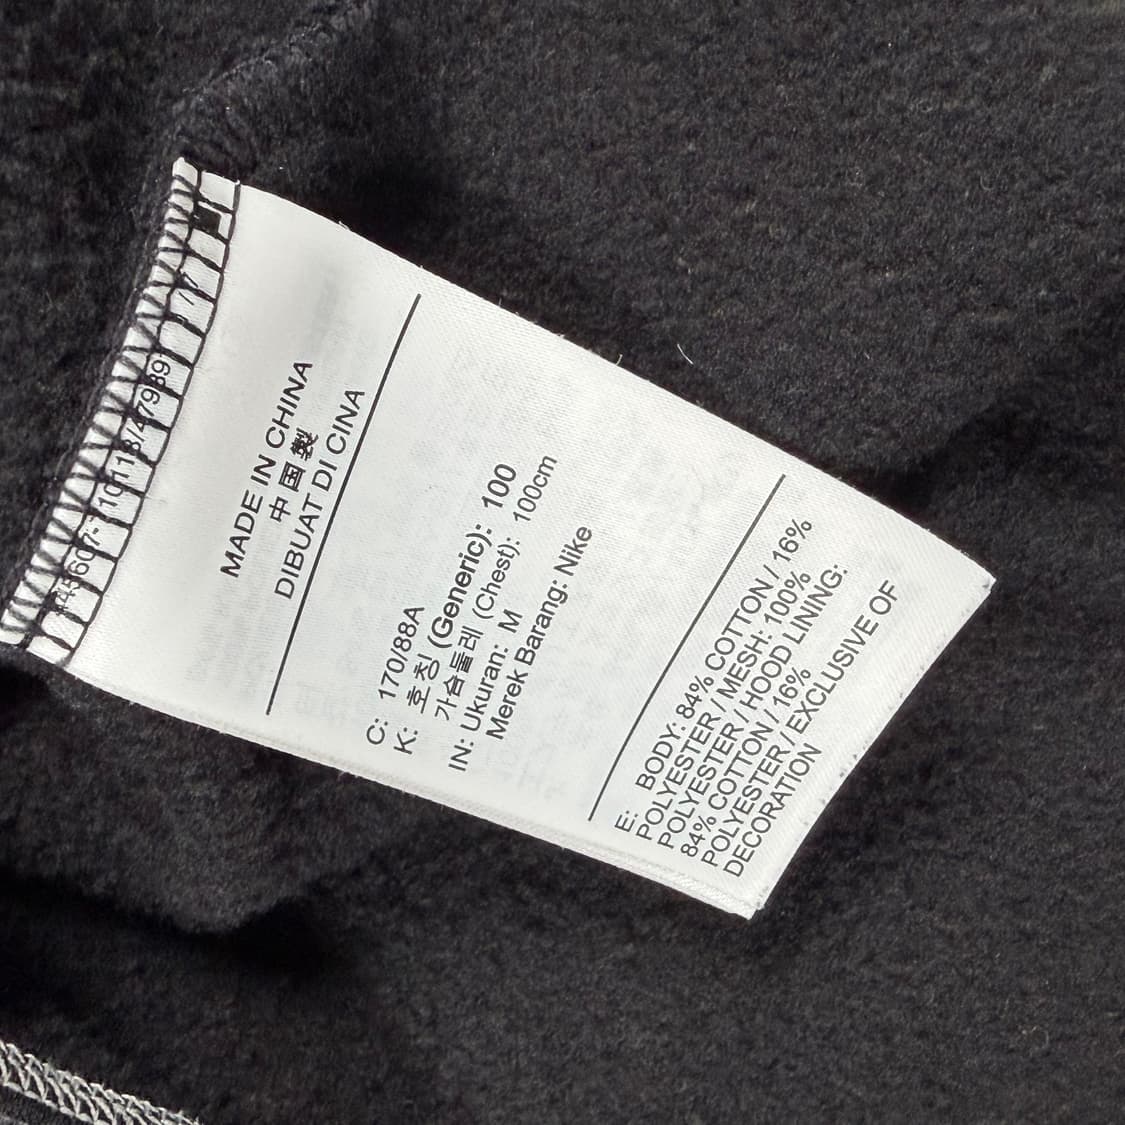 MADE IN CHINA
中国製
DIBUAT DI CINA
C: 170/88A
K: 호칭 (Generic): 100
가슴둘레 (Chest): 100cm
IN: Ukuran: M
Merek Barang: Nike
E: BODY: 84% COTTON / 16%
POLYESTER / MESH: 100%
POLYESTER / HOOD LINING:
84% COTTON / 16%
POLYESTER / EXCLUSIVE OF
DECORATION